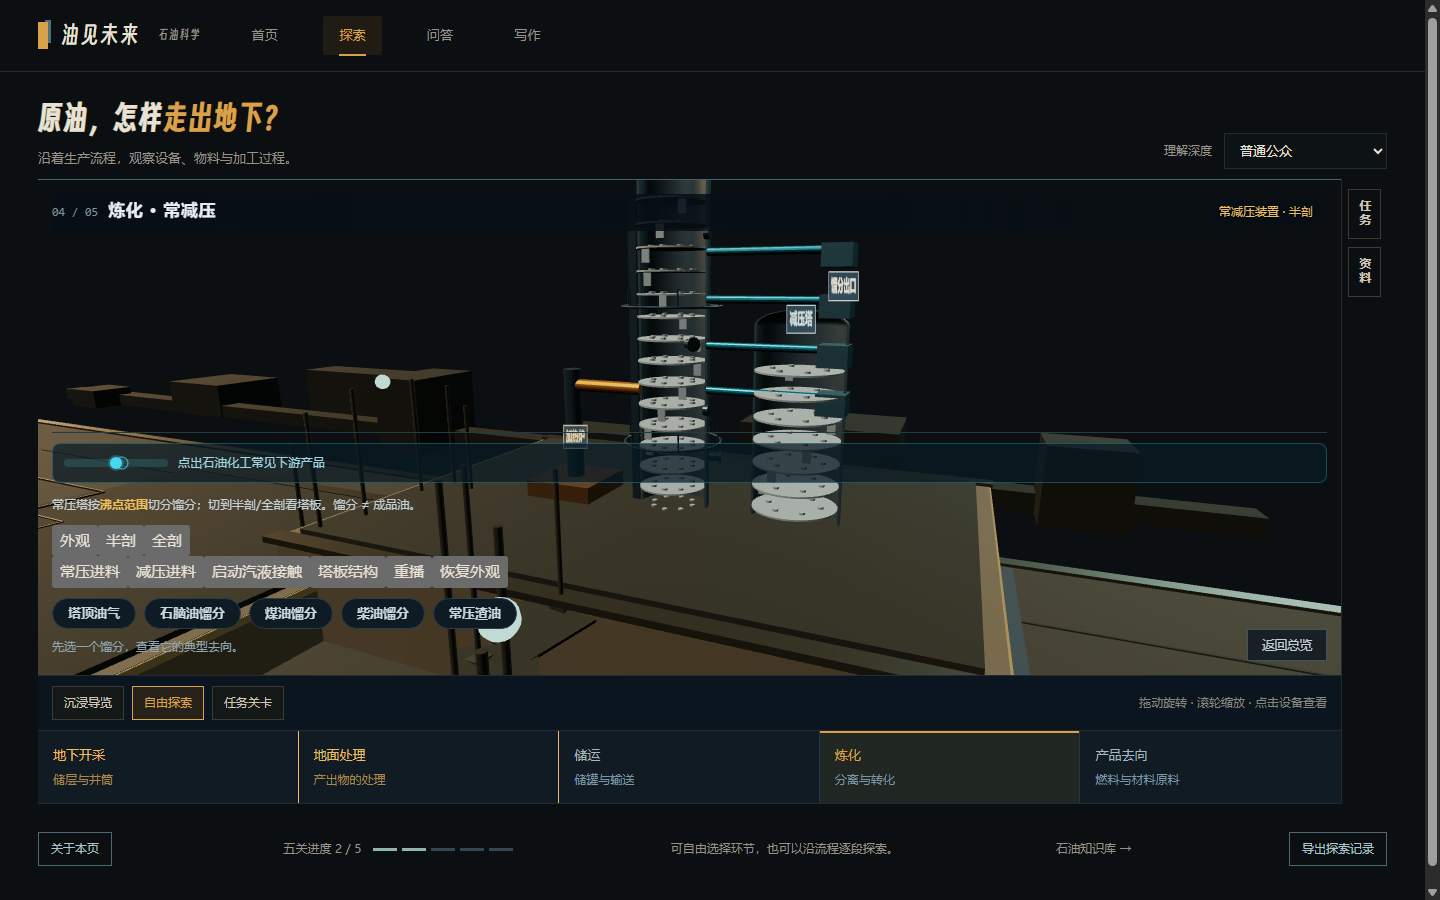 油见未来 石油科学 首页 探索 问答 写作
原油，怎样走出地下？
沿着生产流程，观察设备、物料与加工过程。
理解深度 普通公众
04 / 05 炼化 · 常减压
常减压装置 · 半剖
任务
资料
馏分出口
减压塔
点出石油化工常见下游产品
常压塔按沸点范围切分馏分；切到半剖/全剖看塔板。馏分 ≠ 成品油。
外观 半剖 全剖
常压进料 减压进料 启动汽液接触 塔板结构 重播 恢复外观
塔顶油气 石脑油馏分 煤油馏分 柴油馏分 常压渣油
先选一个馏分，查看它的典型去向。
返回总览
沉浸导览 自由探索 任务关卡
拖动旋转 · 滚轮缩放 · 点击设备查看
地下开采 地面处理 储运 炼化 产品去向
储层与井筒 产出物的处理 储罐与输送 分离与转化 燃料与材料原料
关于本页 五关进度 2 / 5 可自由选择环节，也可以沿流程逐段探索。 石油知识库 → 导出探索记录